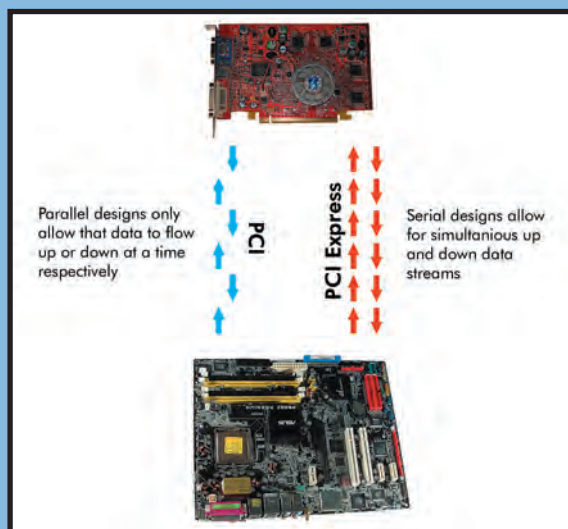 Parallel designs only
allow that data to flow
up or down at a time
respectively
PCI
PCI Express
Serial designs allow
for simultanious up
and down data
streams